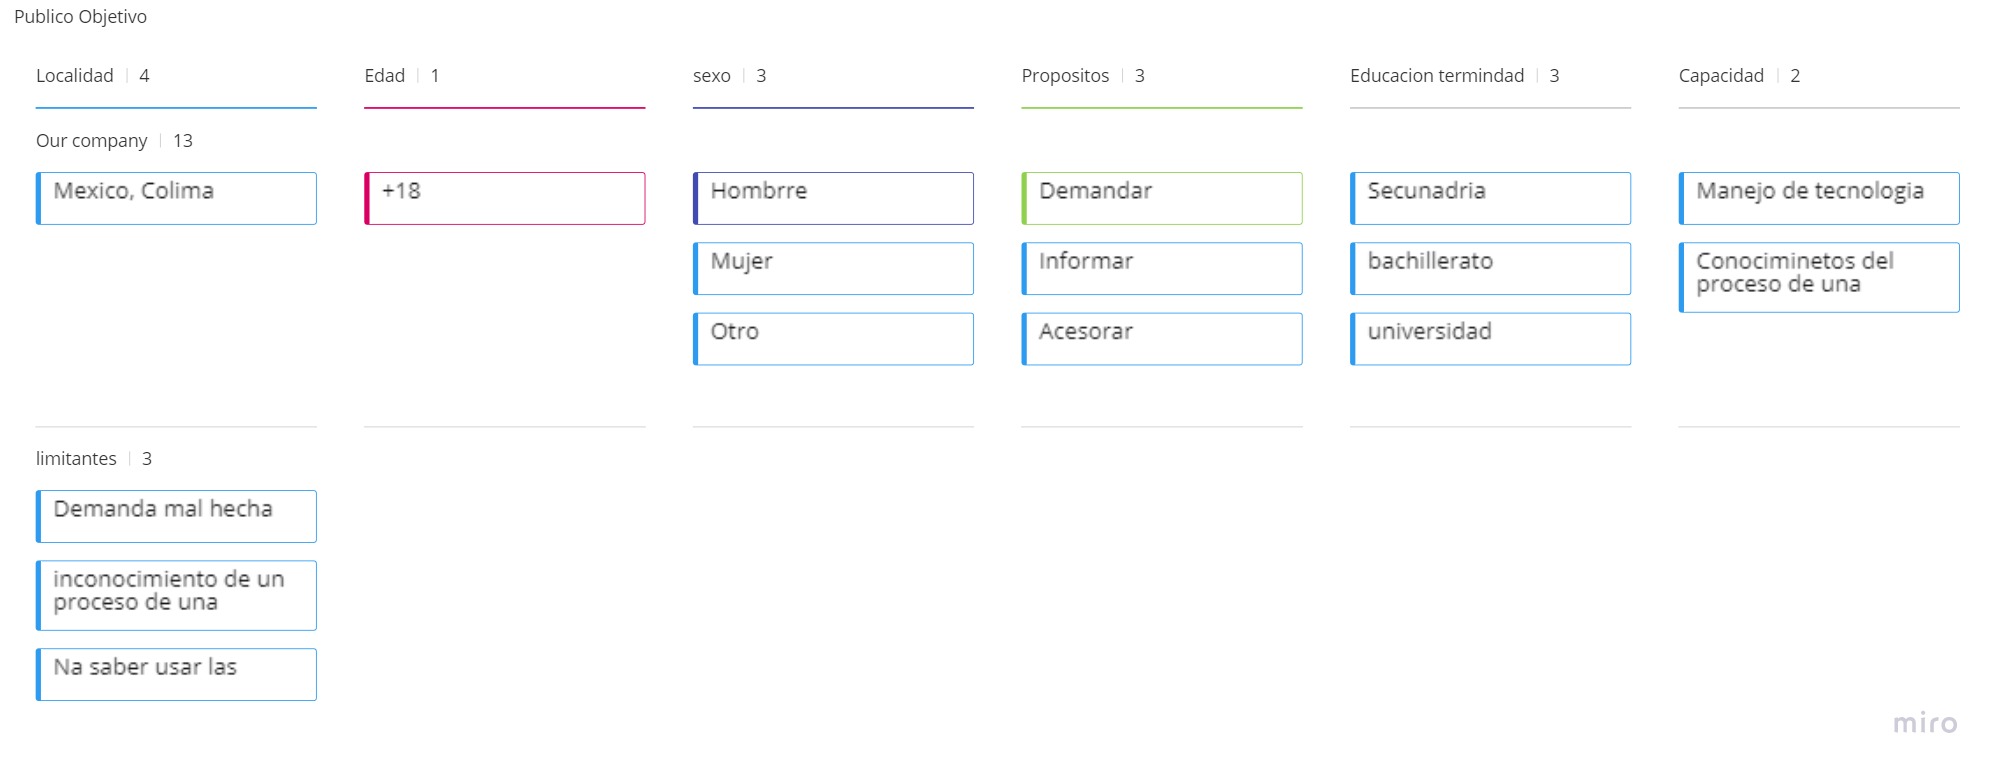 Publico Objetivo
Localidad | 4
Edad | 1
sexo | 3
Propositos | 3
Educacion termindad | 3
Capacidad | 2
Our company | 13
Mexico, Colima
+18
Hombrre
Mujer
Otro
Demandar
Informar
Acesorar
Secunadria
bachillerato
universidad
Manejo de tecnologia
Conociminetos del
proceso de una
limitantes | 3
Demanda mal hecha
inconocimiento de un
proceso de una
Na saber usar las
miro